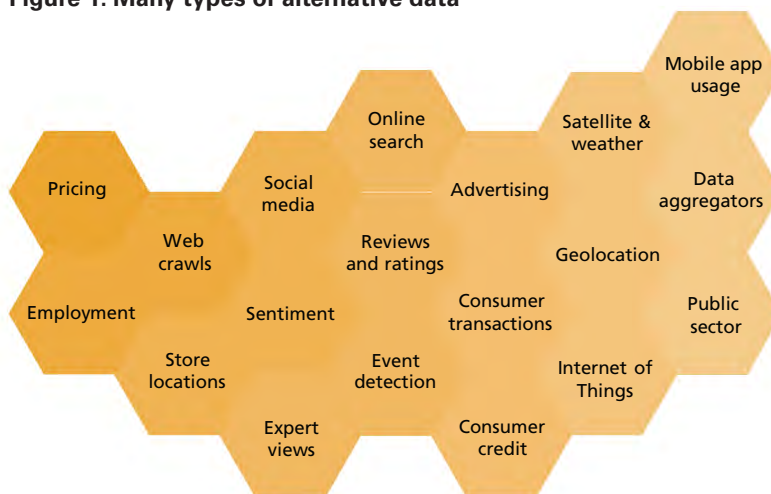 Figure 1: Many types of alternative data
Mobile app
usage
Online
search
Satellite &
weather
Pricing
Social
media
Advertising
Data
aggregators
Web
crawls
Reviews
and ratings
Geolocation
Employment
Sentiment
Consumer
transactions
Public
sector
Store
locations
Event
detection
Internet of
Things
Expert
views
Consumer
credit